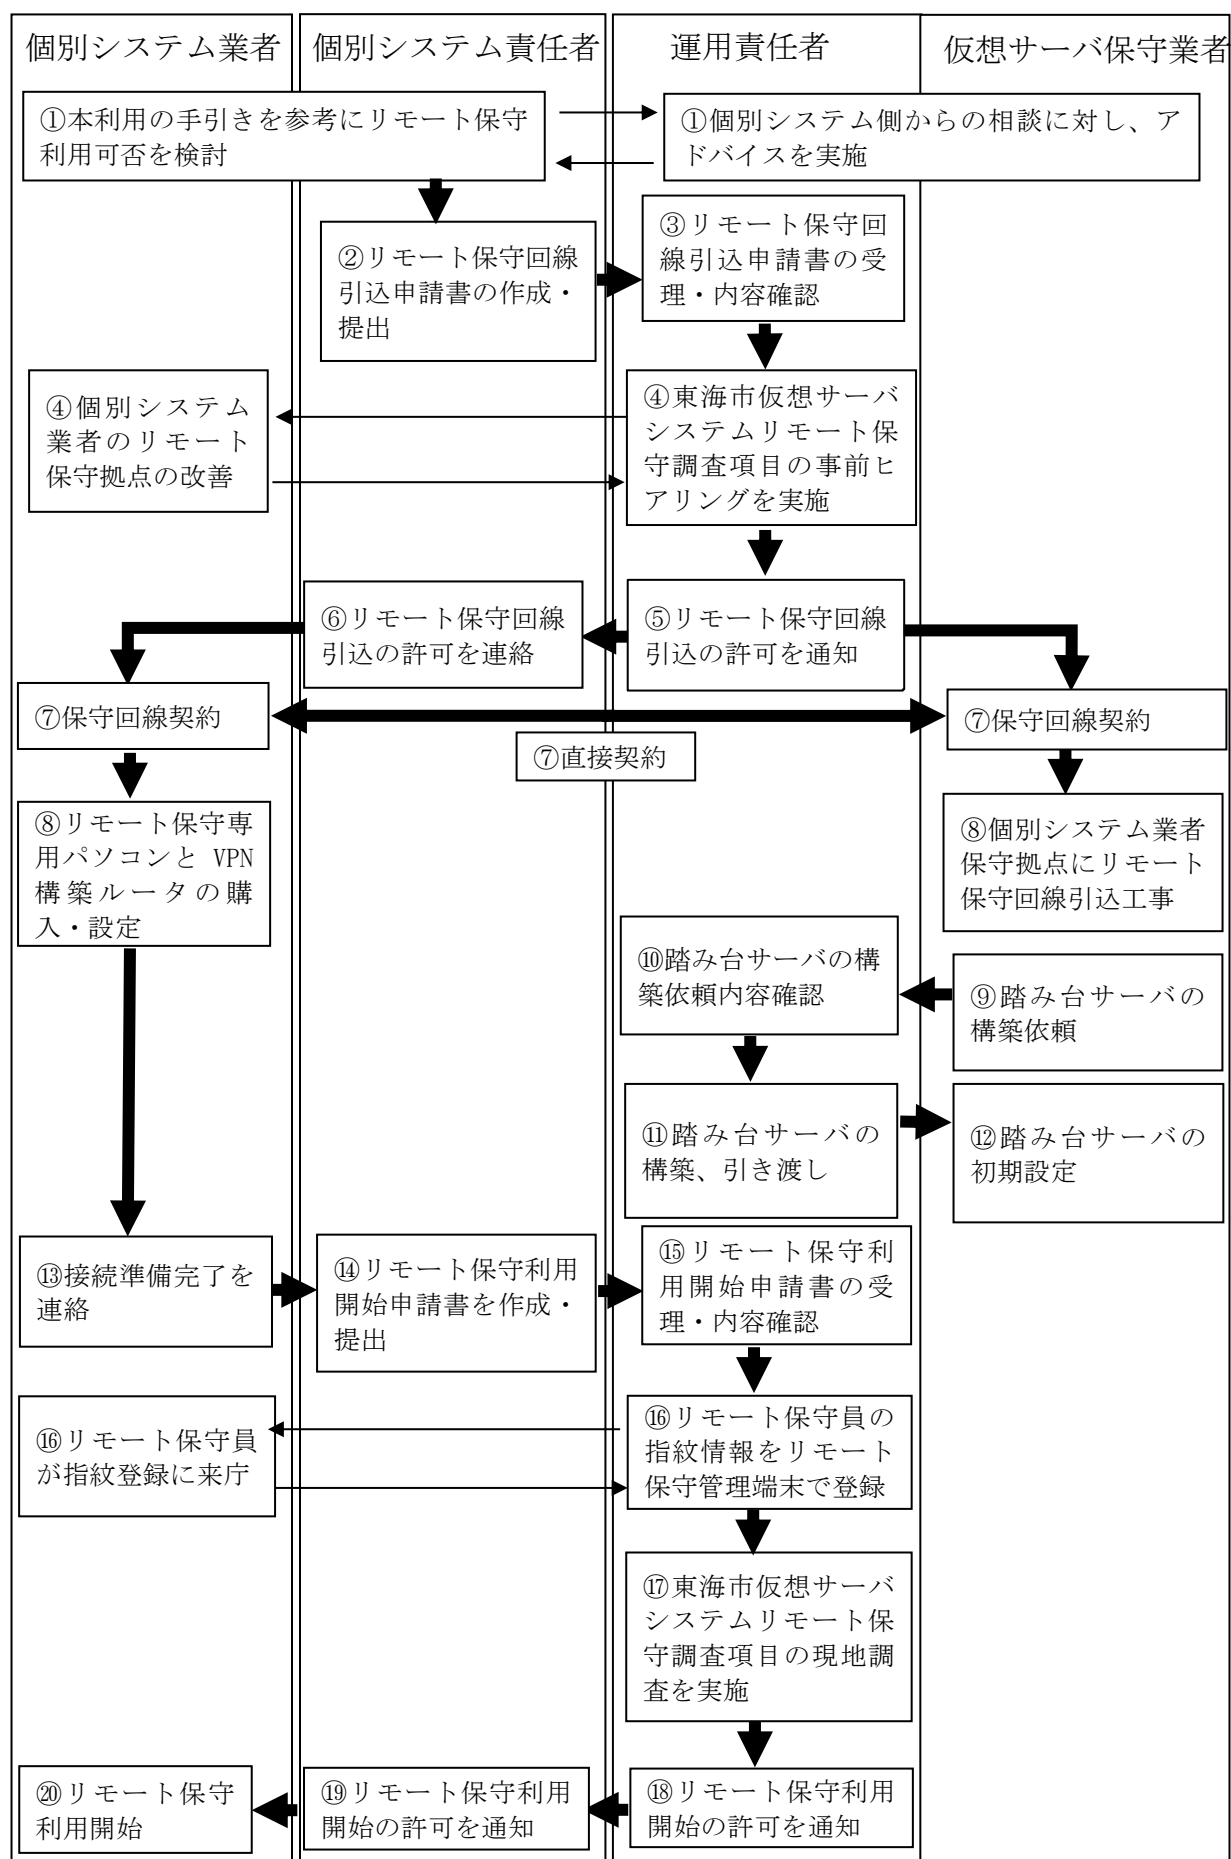 個別システム業者
個別システム責任者
運用責任者
仮想サーバ保守業者
①本利用の手引きを参考にリモート保守
利用可否を検討
①個別システム側からの相談に対し、ア
ドバイスを実施
②リモート保守回線
引込申請書の作成・
提出
③リモート保守回
線引込申請書の受
理・内容確認
④個別システム
業者のリモート
保守拠点の改善
④東海市仮想サーバ
システムリモート保
守調査項目の事前ヒ
アリングを実施
⑥リモート保守回線
引込の許可を連絡
⑤リモート保守回線
引込の許可を通知
⑦保守回線契約
⑦直接契約
⑦保守回線契約
⑧リモート保守専
用パソコンと VPN
構築ルータの購
入・設定
⑧個別システム業者
保守拠点にリモート
保守回線引込工事
⑩踏み台サーバの構
築依頼内容確認
⑨踏み台サーバの
構築依頼
⑪踏み台サーバの
構築、引き渡し
⑫踏み台サーバの
初期設定
⑬接続準備完了を
連絡
⑭リモート保守利用
開始申請書を作成・
提出
⑮リモート保守利
用開始申請書の受
理・内容確認
⑯リモート保守員
が指紋登録に来庁
⑯リモート保守員の
指紋情報をリモート
保守管理端末で登録
⑰東海市仮想サーバ
システムリモート保
守調査項目の現地調
査を実施
⑳リモート保守
利用開始
⑲リモート保守利用
開始の許可を通知
⑱リモート保守利用
開始の許可を通知